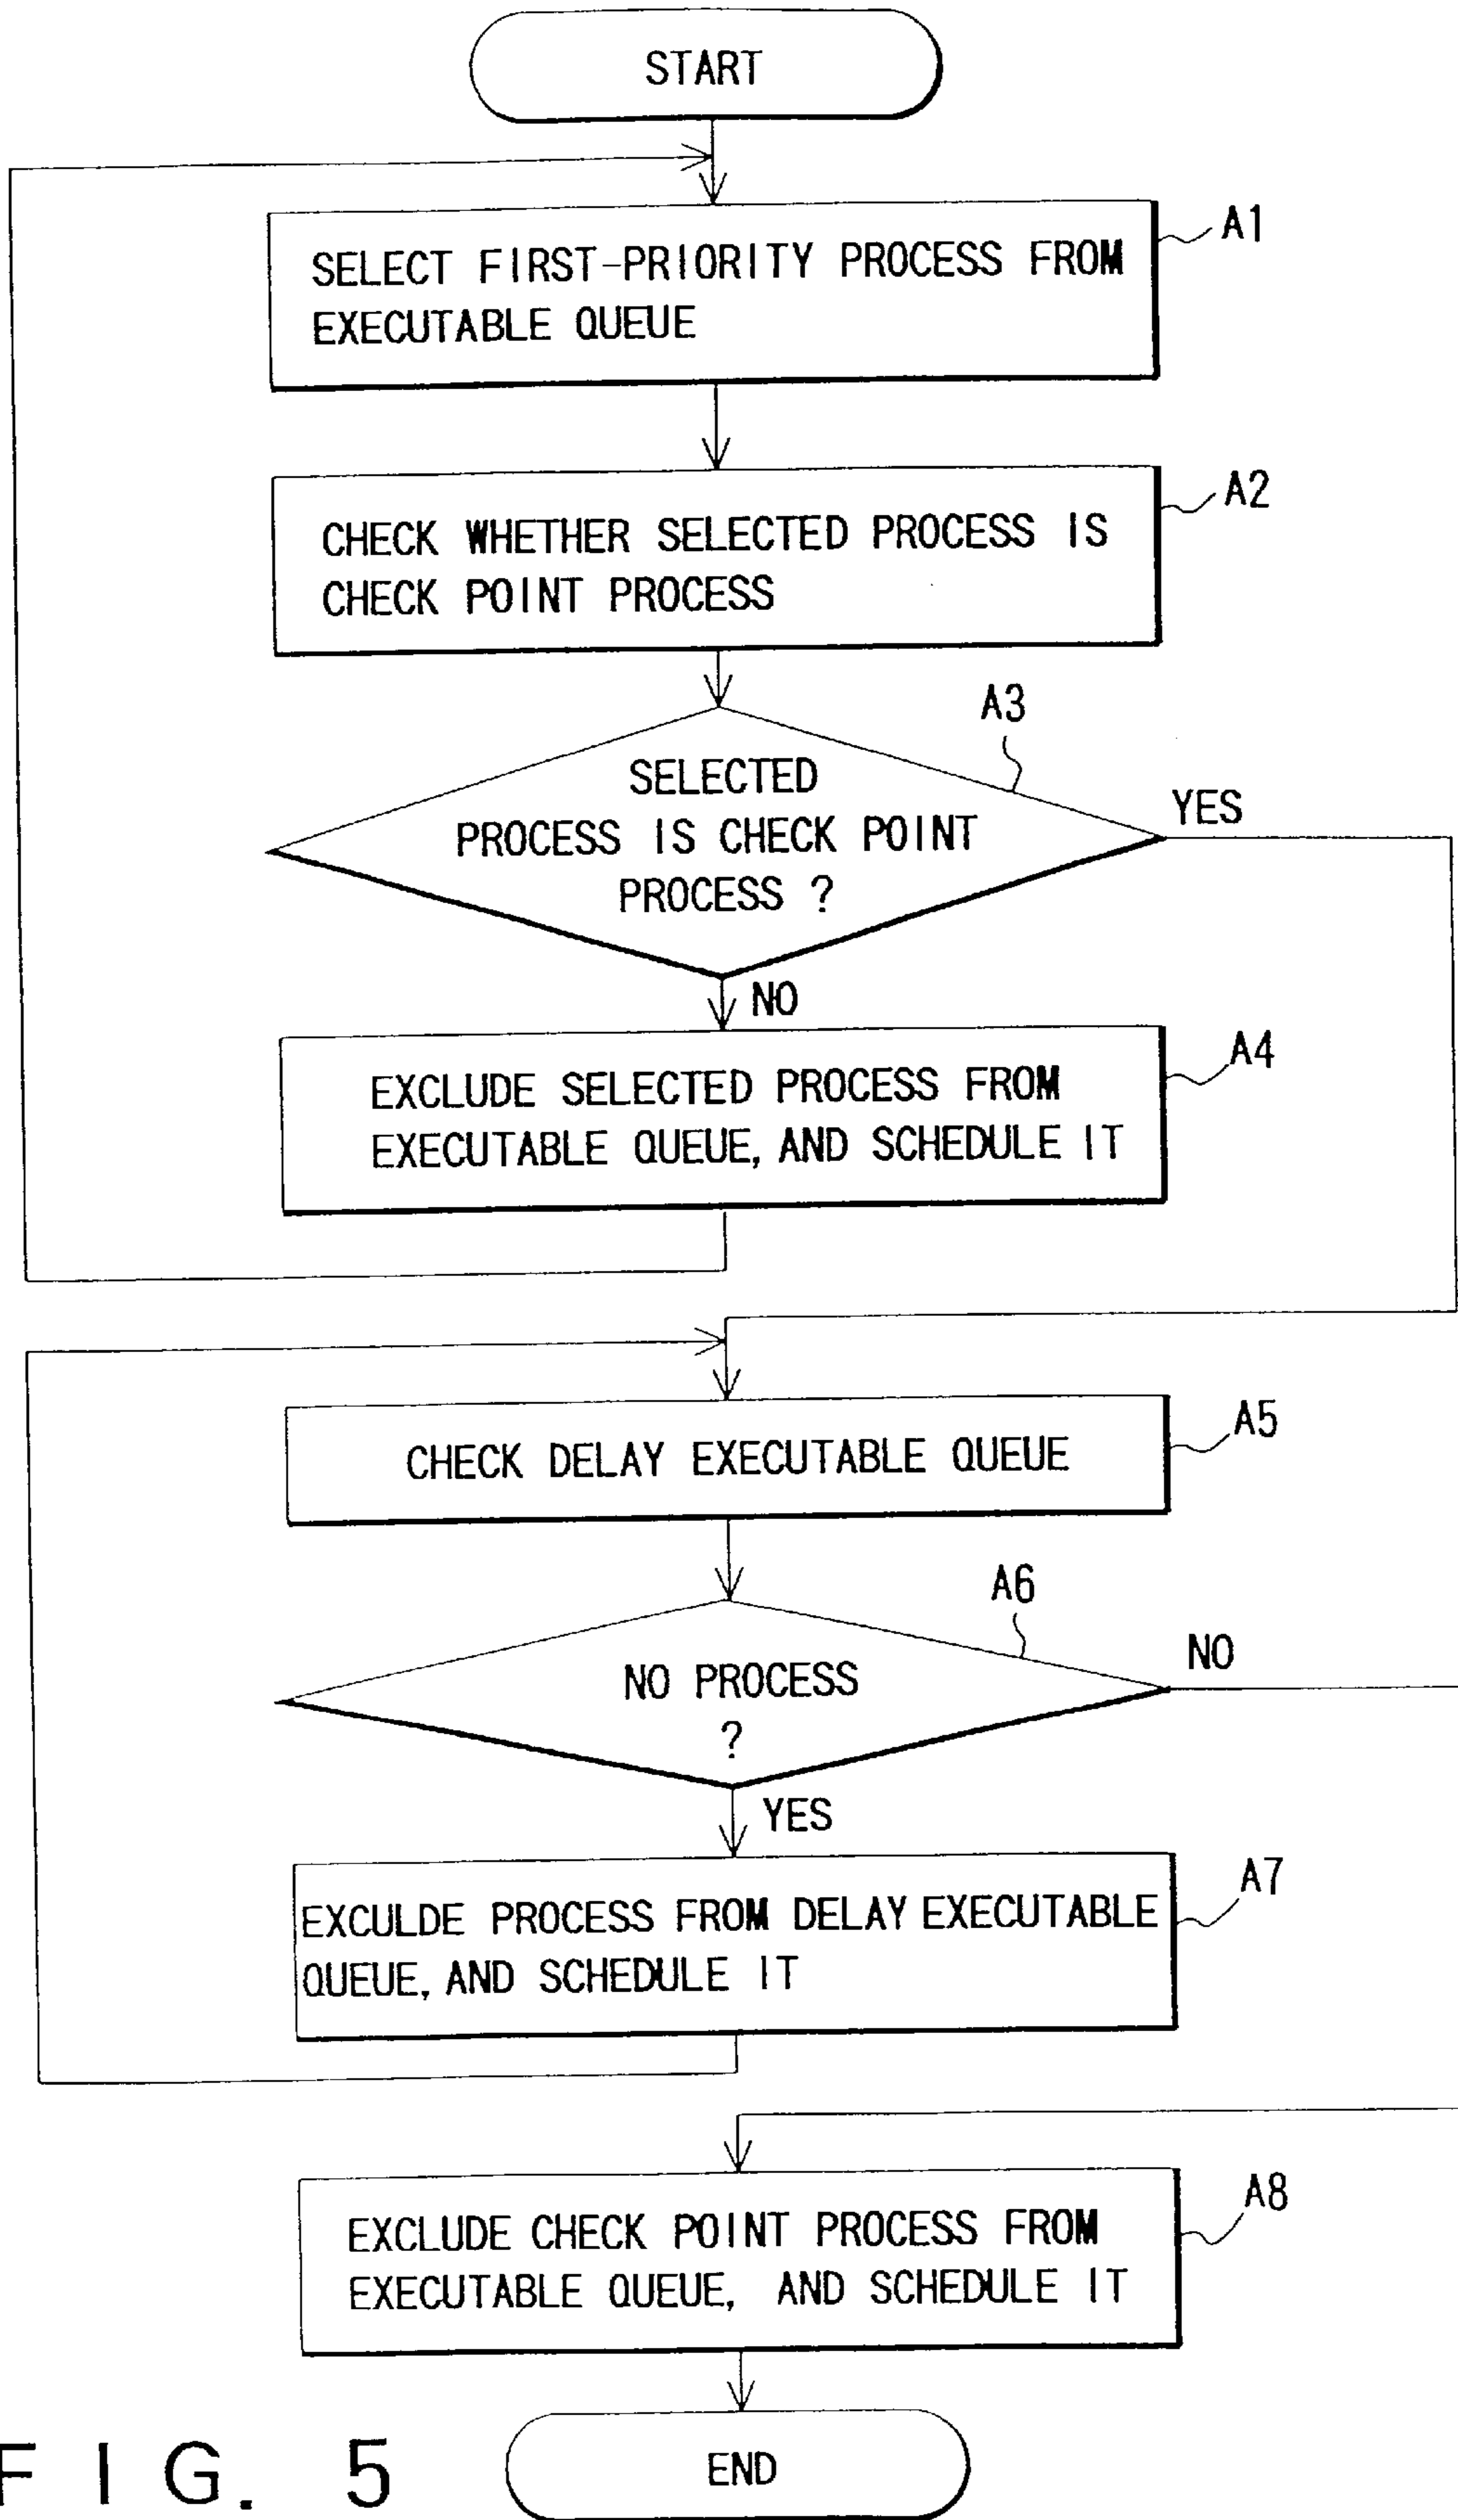 START
A1
SELECT FIRST-PRIORITY PROCESS FROM
EXECUTABLE QUEUE
A2
CHECK WHETHER SELECTED PROCESS IS
CHECK POINT PROCESS
A3
SELECTED
PROCESS IS CHECK POINT
PROCESS ?
YES
NO
A4
EXCLUDE SELECTED PROCESS FROM
EXECUTABLE QUEUE, AND SCHEDULE IT
A5
CHECK DELAY EXECUTABLE QUEUE
A6
NO PROCESS
?
NO
YES
A7
EXCULDE PROCESS FROM DELAY EXECUTABLE
QUEUE, AND SCHEDULE IT
A8
EXCLUDE CHECK POINT PROCESS FROM
EXECUTABLE QUEUE, AND SCHEDULE IT
END
FIG. 5